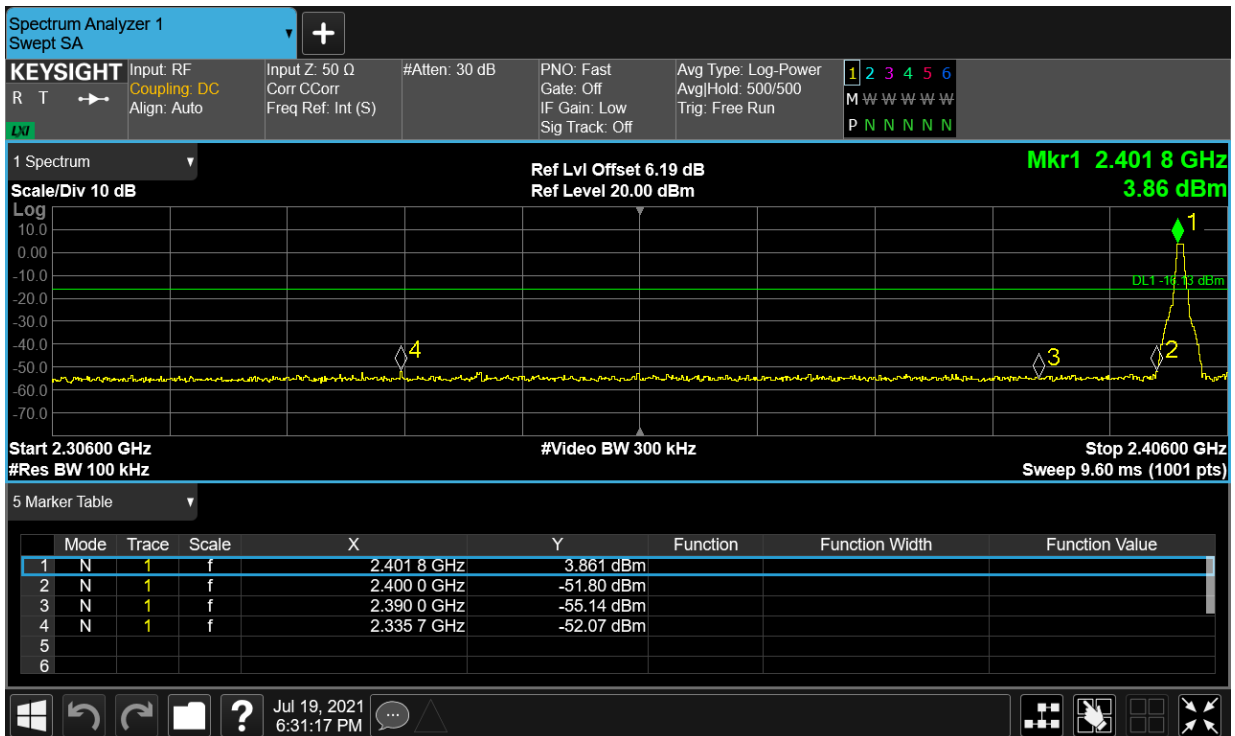 Spectrum Analyzer 1
Swept SA
+
KEYSIGHT Input: RF Input Z: 50 Ω #Atten: 30 dB PNO: Fast Avg Type: Log-Power 1 2 3 4 5 6
R T Coupling: DC Corr CCorr Gate: Off Avg|Hold: 500/500 M W W W W W
Align: Auto Freq Ref: Int (S) IF Gain: Low Trig: Free Run
LXI Sig Track: Off P N N N N N
1 Spectrum Ref Lvl Offset 6.19 dB Mkr1 2.401 8 GHz
Scale/Div 10 dB Ref Level 20.00 dBm 3.86 dBm
Log
1
10.0
0.00
-10.0
DL1 -16.13 dBm
-20.0
-30.0
-40.0
4 3 2
-50.0
-60.0
-70.0
Start 2.30600 GHz #Video BW 300 kHz Stop 2.40600 GHz
#Res BW 100 kHz Sweep 9.60 ms (1001 pts)
5 Marker Table
Mode Trace Scale X Y Function Function Width Function Value
1 N 1 f 2.401 8 GHz 3.861 dBm
2 N 1 f 2.400 0 GHz -51.80 dBm
3 N 1 f 2.390 0 GHz -55.14 dBm
4 N 1 f 2.335 7 GHz -52.07 dBm
5
6
? Jul 19, 2021
6:31:17 PM